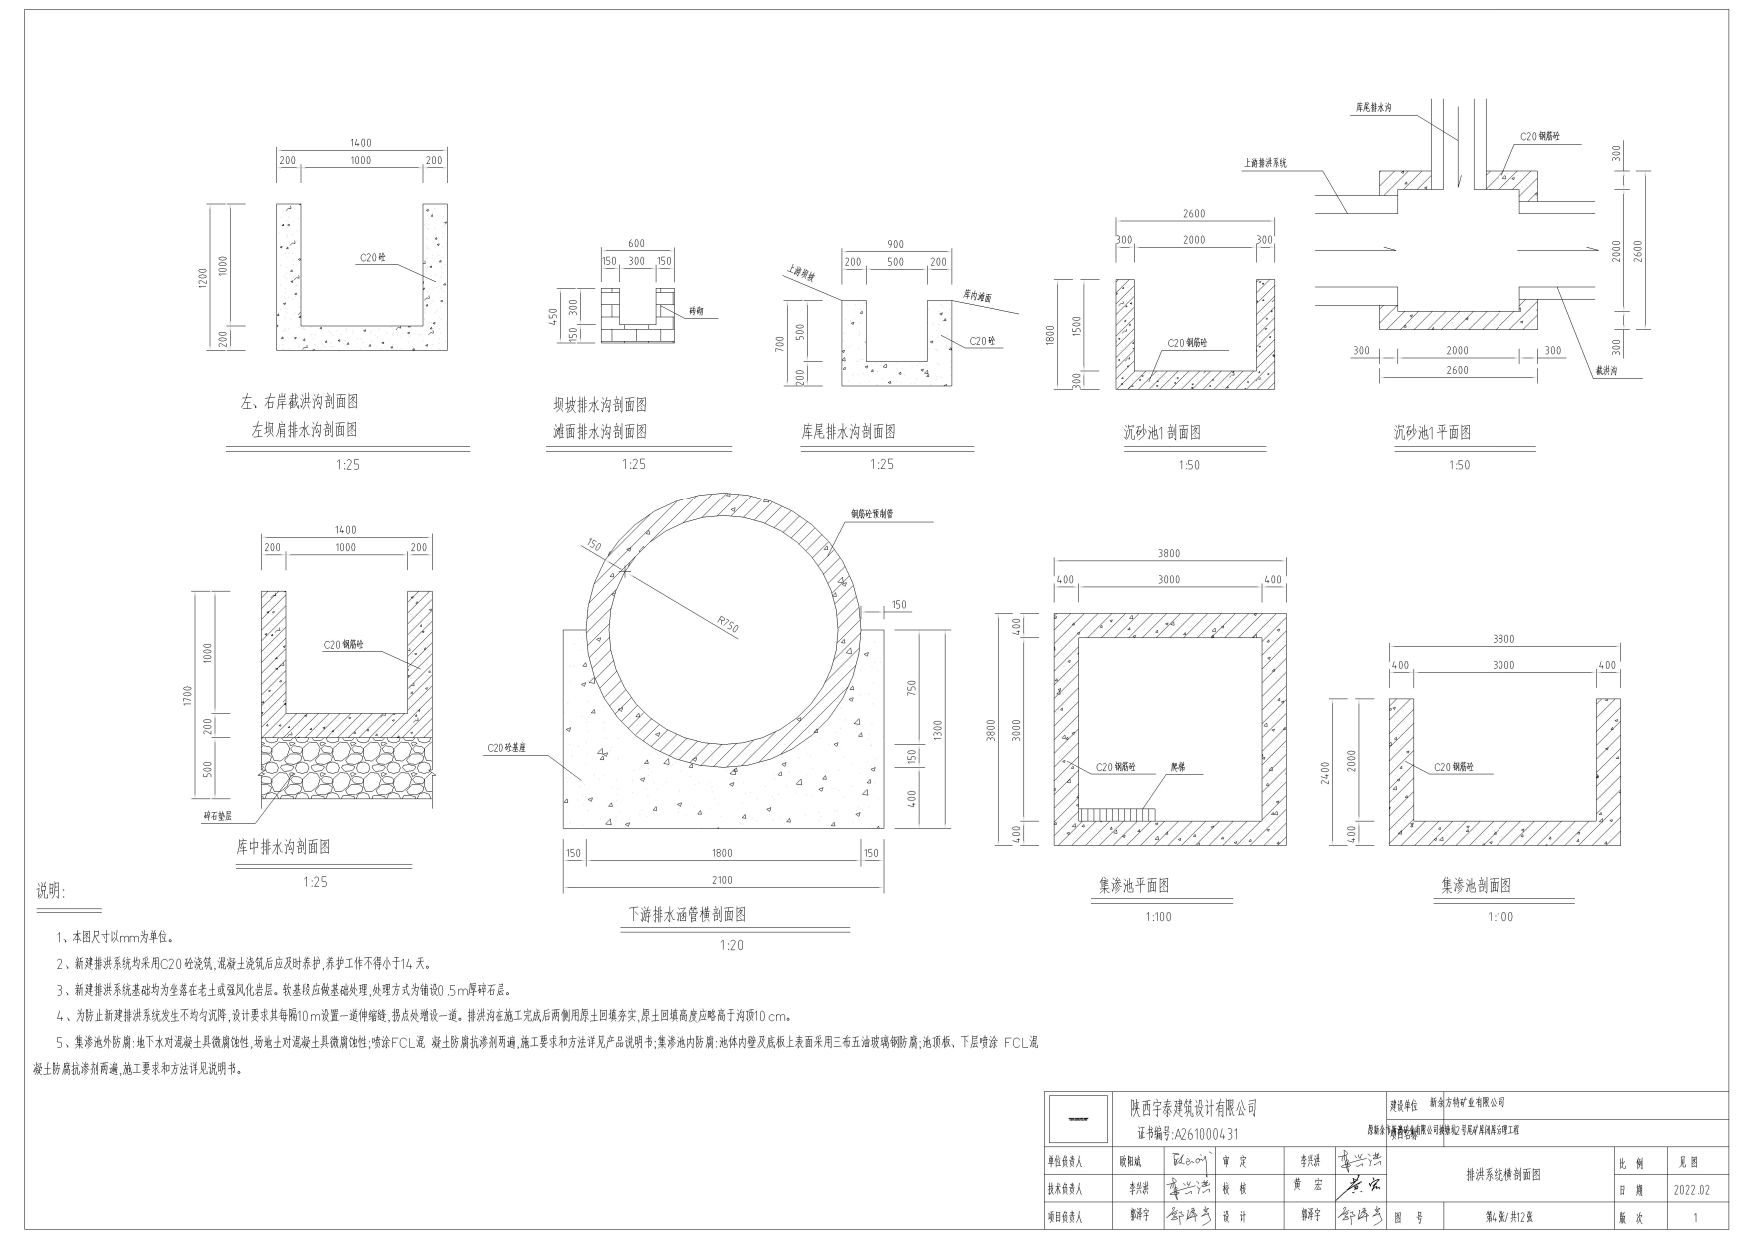 1400
200 1000 200
1200
1000
200
C20砼
左、右岸截洪沟剖面图
左坝肩排水沟剖面图
1:25
600
150 300 150
450
300
150
砖砌
坝坡排水沟剖面图
滩面排水沟剖面图
1:25
900
200 500 200
上游坝坡
库内滩面
700
500
200
C20砼
库尾排水沟剖面图
1:25
2600
300 2000 300
1800
1500
300
C20钢筋砼
沉砂池1剖面图
1:50
库尾排水沟
C20钢筋砼
上游排洪系统
300
2000
2600
300
300 2000 300
2600
截洪沟
沉砂池1平面图
1:50
1400
200 1000 200
1700
1000
200
500
C20钢筋砼
碎石垫层
库中排水沟剖面图
1:25
钢筋砼预制管
150
R750
150
750
1300
150
400
C20砼基座
150 1800 150
2100
下游排水涵管横剖面图
1:20
3800
400 3000 400
400
3800
3000
400
C20钢筋砼
爬梯
集渗池平面图
1:100
400 400
2400
2000
400
C20钢筋砼
集渗池剖面图
说明:
1、本图尺寸以mm为单位。
2、新建排洪系统均采用C20砼浇筑,混凝土浇筑后应及时养护,养护工作不得小于14天。
3、新建排洪系统基础均为坐落在老土或强风化岩层。软基段应做基础处理,处理方式为铺设0.5m厚碎石层。
4、为防止新建排洪系统发生不均匀沉降,设计要求其每隔10m设置一道伸缩缝,拐点处增设一道。排洪沟在施工完成后两侧用原土回填夯实,原土回填高度应略高于沟顶10cm。
5、集渗池外防腐:地下水对混凝土具微腐蚀性,场地土对混凝土具微腐蚀性;喷涂FCL混 凝土防腐抗渗剂两遍,施工要求和方法详见产品说明书;集渗池内防腐:池体内壁及底板上表面采用三布五油玻璃钢防腐;池顶板、下层喷涂 FCL混
凝土防腐抗渗剂两遍,施工要求和方法详见说明书。
陕西宇泰建筑设计有限公司
证书编号:A261000431
建设单位 新余方特矿业有限公司
单位负责人 欧阳斌 审 定 李兴洪
技术负责人 李兴洪 校 核 黄 宏
项目负责人 郭泽宇 设 计 郭泽宇
排洪系统横剖面图
比 例 见图
日 期 2022.02
图 号 第4张/共12张 版 次 1